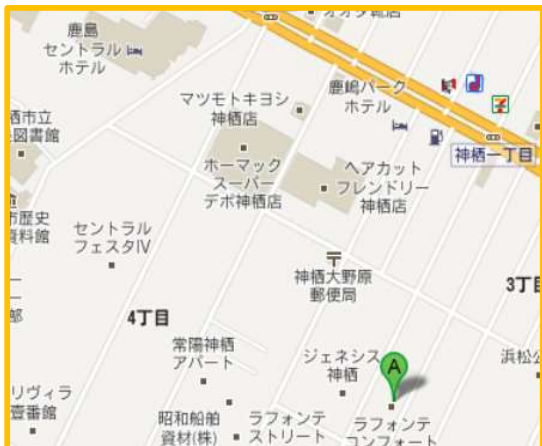 鹿島
セントラル
ホテル
マツモトキヨシ
神栖店
鹿嶋パーク
ホテル
栖市立
図書館
ホーマック
スーパー
デポ神栖店
ヘアカット
フレンドリー
神栖店
神栖一丁目
市歴史
資料館
セントラル
フェスタIV
神栖大野原
郵便局
3丁目
部
4丁目
常陽神栖
アパート
ジェネシス
神栖
A
浜松公
リヴィラ
壹番館
昭和船舶
資材(株)
ラフォンテ
ストリート
ラフォンテ
コンフォート